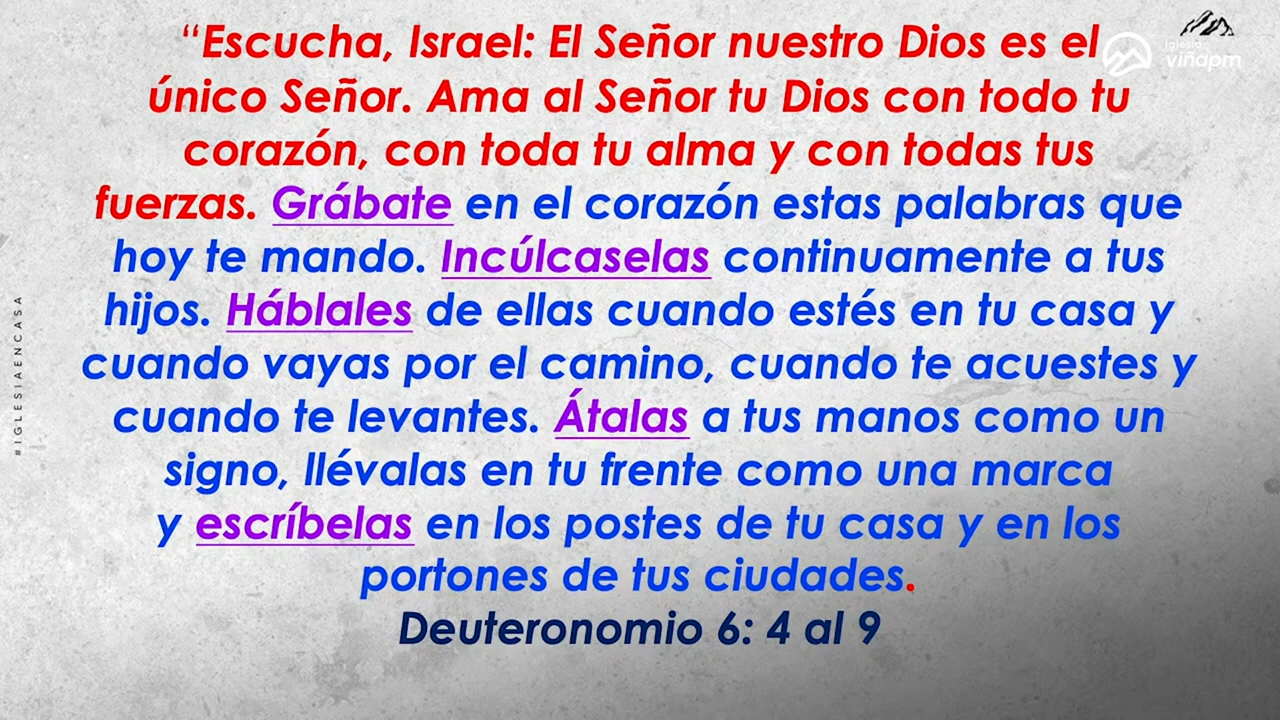 “Escucha, Israel: El Señor nuestro Dios es el
único Señor. Ama al Señor tu Dios con todo tu
corazón, con toda tu alma y con todas tus
fuerzas. Grábate en el corazón estas palabras que
hoy te mando. Incúlcaselas continuamente a tus
hijos. Háblales de ellas cuando estés en tu casa y
cuando vayas por el camino, cuando te acuestes y
cuando te levantes. Átalas a tus manos como un
signo, llévalas en tu frente como una marca
y escríbelas en los postes de tu casa y en los
portones de tus ciudades.
Deuteronomio 6: 4 al 9
iglesia
viñapm
#IGLESIAENCASA